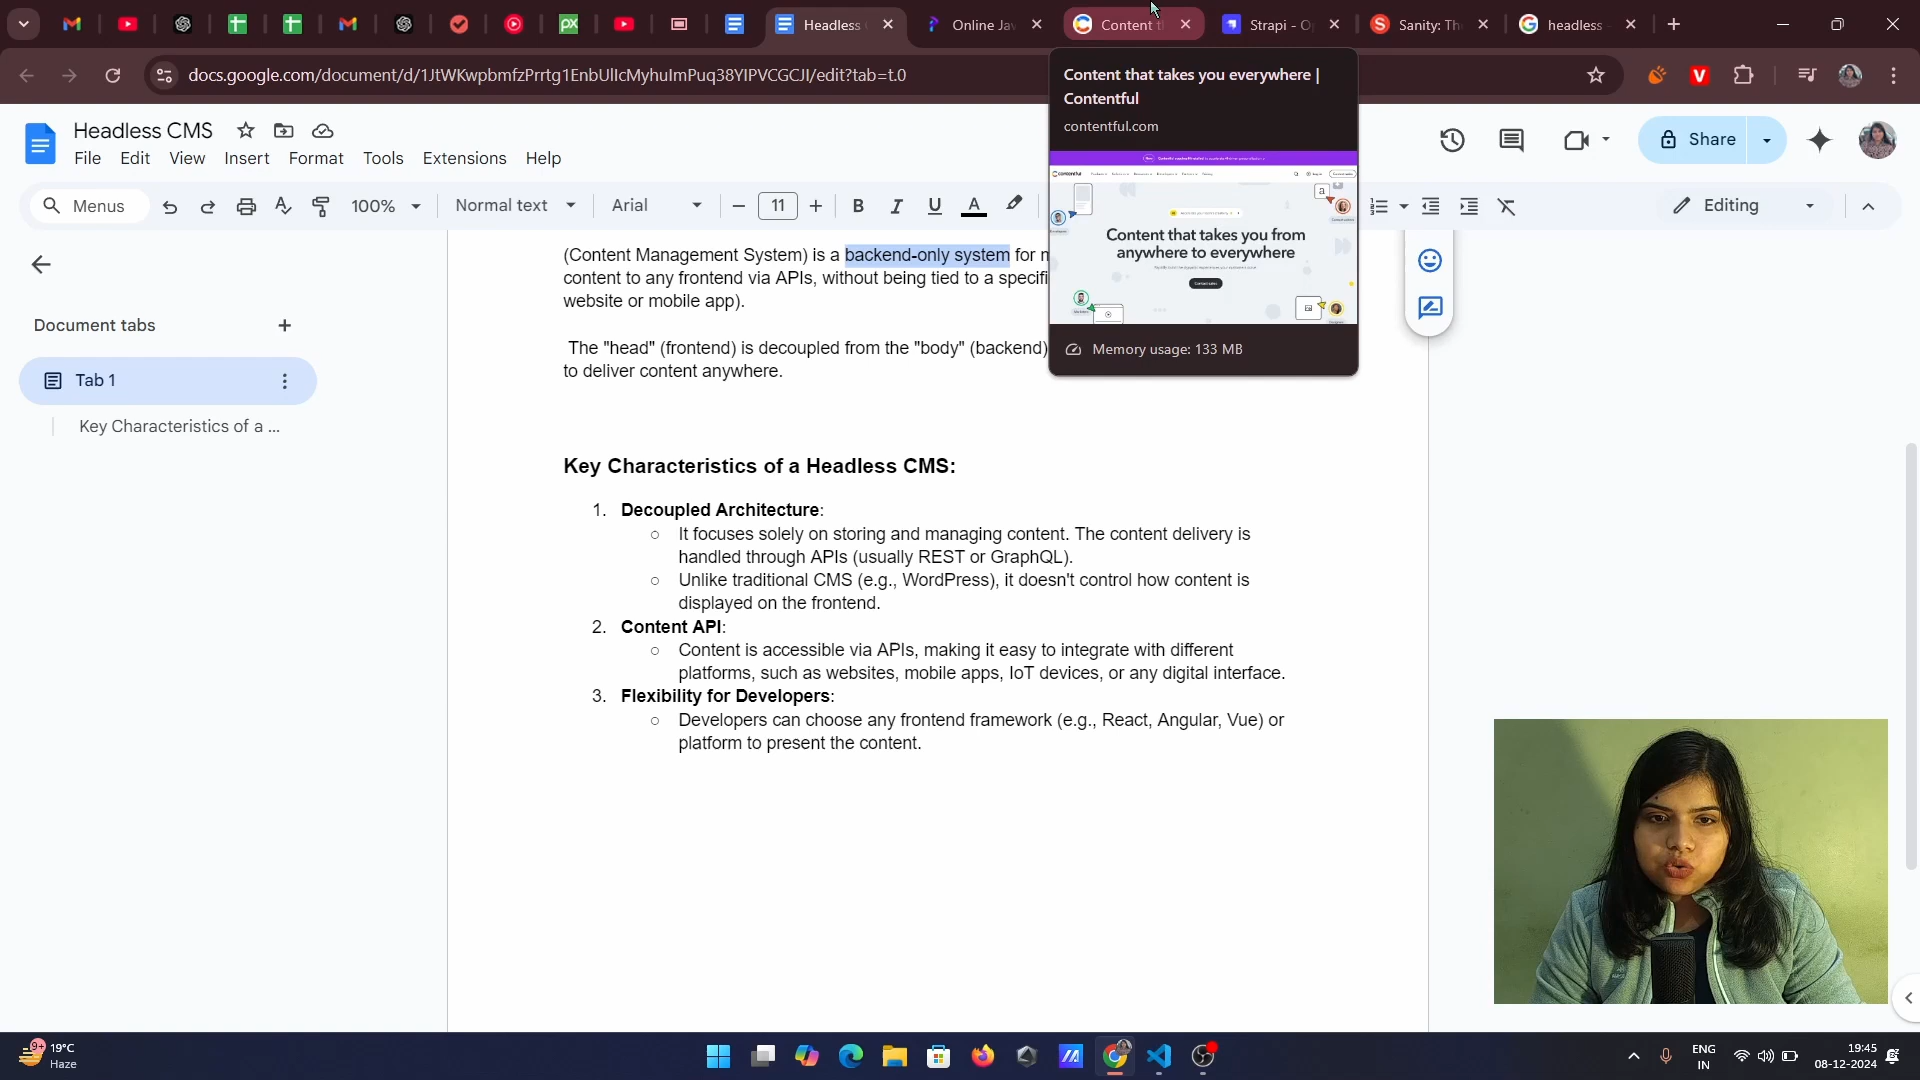 Headless
Online Jav
Content t
Strapi - O
Sanity: Th
headless -
docs.google.com/document/d/1JtWKwpbmfzPrrtg1EnbUlIcMyhuImPuq38YIPVCGCJI/edit?tab=t.0
Content that takes you everywhere |
Contentful
contentful.com
Content that takes you from
anywhere to everywhere
Memory usage: 133 MB
Headless CMS
File Edit View Insert Format Tools Extensions Help
Share
Menus
100%
Normal text
Arial
11
Editing
Document tabs
Tab 1
Key Characteristics of a ...
(Content Management System) is a backend-only system for
content to any frontend via APIs, without being tied to a specifi
website or mobile app).
The "head" (frontend) is decoupled from the "body" (backend)
to deliver content anywhere.
Key Characteristics of a Headless CMS:
1. Decoupled Architecture:
○ It focuses solely on storing and managing content. The content delivery is
handled through APIs (usually REST or GraphQL).
○ Unlike traditional CMS (e.g., WordPress), it doesn't control how content is
displayed on the frontend.
2. Content API:
○ Content is accessible via APIs, making it easy to integrate with different
platforms, such as websites, mobile apps, IoT devices, or any digital interface.
3. Flexibility for Developers:
○ Developers can choose any frontend framework (e.g., React, Angular, Vue) or
platform to present the content.
9+
19°C
Haze
ENG
IN
19:45
08-12-2024